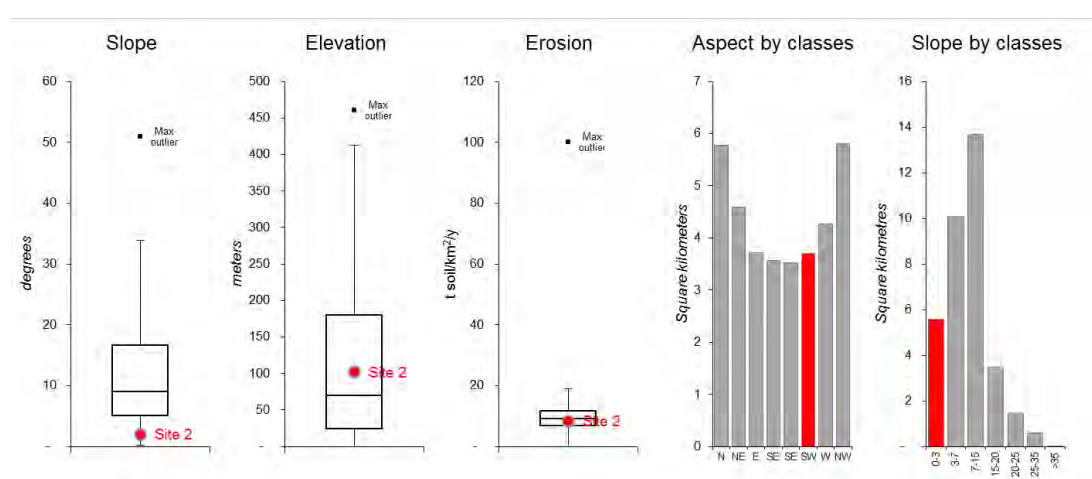 Slope
Elevation
Erosion
Aspect by classes
Slope by classes
60
50
40
30
20
10
-
degrees
Max
outlier
Site 2
500
450
400
350
300
250
200
150
100
50
-
meters
Max
outlier
Site 2
120
100
80
60
40
20
-
t soil/km²/y
Max
outlier
Site 2
7
6
5
4
3
2
1
0
Square kilometers
N
NE
E
SE
SE
SW
W
NW
16
14
12
10
8
6
4
2
-
Square kilometres
0-3
3-7
7-15
15-20
20-25
25-35
>35